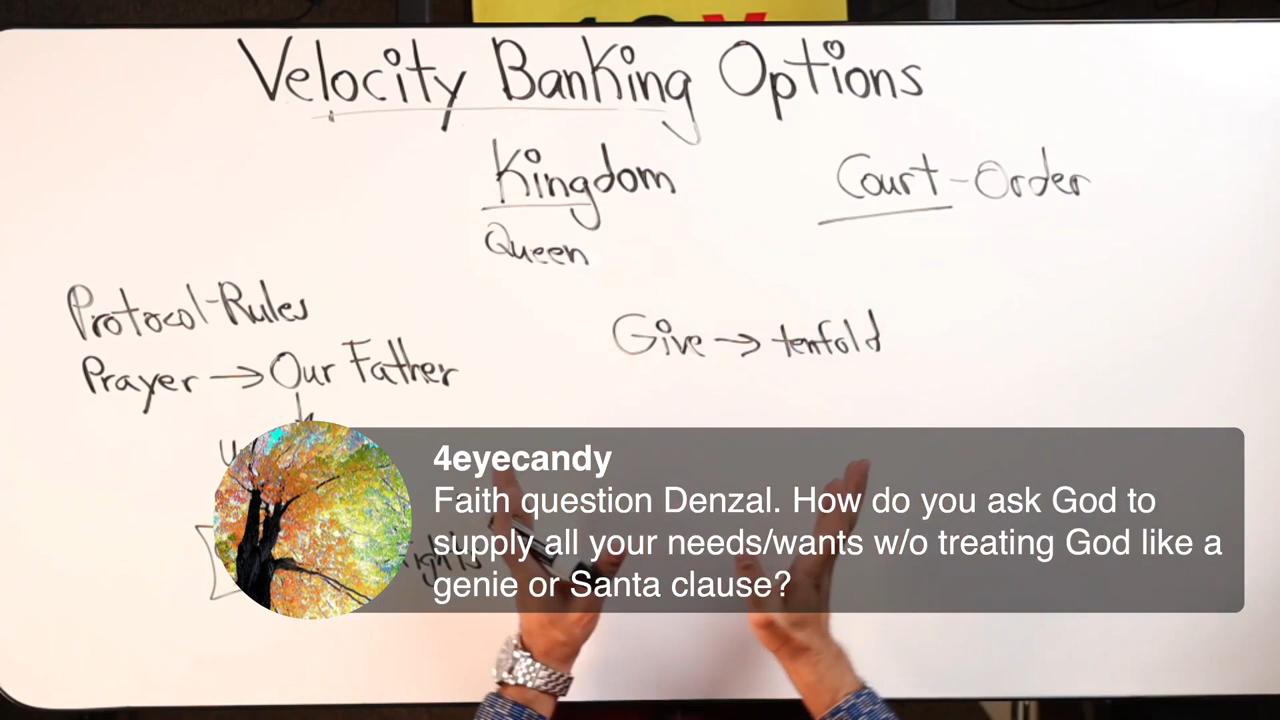 Velocity Banking Options
Kingdom
Court-Order
Queen
Protocol-Rules
Give → tenfold
Prayer → Our Father
4eyecandy
Faith question Denzal. How do you ask God to
supply all your needs/wants w/o treating God like a
genie or Santa clause?